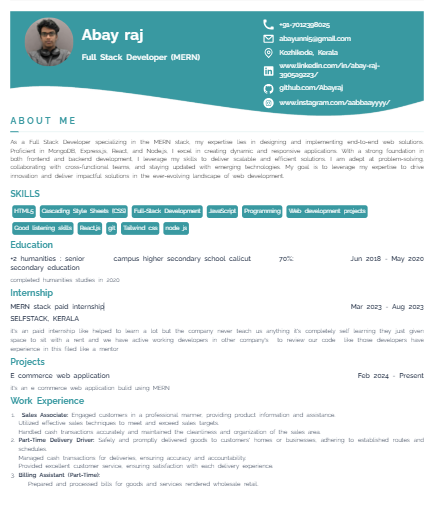 Abay raj
Full Stack Developer (MERN)
+91-7012398025
abayunni5@gmail.com
Kozhikode, Kerala
www.linkedin.com/in/abay-raj-
390519223/
github.com/Abayraj
www.instagram.com/aabbaayyyy/
ABOUT ME
As a Full Stack Developer specializing in the MERN stack, my expertise lies in designing and implementing end-to-end web solutions.
Proficient in MongoDB, Express.js, React, and Node.js, I excel in creating dynamic and responsive applications. With a strong foundation in
both frontend and backend development, I leverage my skills to deliver scalable and efficient solutions. I am adept at problem-solving,
collaborating with cross-functional teams, and staying updated with emerging technologies. My goal is to leverage my expertise to drive
innovation and deliver impactful solutions in the ever-evolving landscape of web development.
SKILLS
HTML5 Cascading Style Sheets (CSS) Full-Stack Development JavaScript Programming Web development projects
Good listening skills React.js git Tailwind css node js
Education
+2 humanities : senior campus higher secondary school calicut 70% Jun 2018 - May 2020
secondary education
completed humanities studies in 2020
Internship
MERN stack paid internship Mar 2023 - Aug 2023
SELFSTACK, KERALA
it's an paid internship like helped to learn a lot but the company never teach us anything it's completely self learning they just given
space to sit with a rent and we have active working developers in other company's to review our code like those developers have
experience in this filed like a mentor
Projects
E commerce web application Feb 2024 - Present
it's an e commerce web application build using MERN
Work Experience
1. Sales Associate: Engaged customers in a professional manner, providing product information and assistance.
Utilized effective sales techniques to meet and exceed sales targets.
Handled cash transactions accurately and maintained the cleanliness and organization of the sales area
2. Part-Time Delivery Driver: Safely and promptly delivered goods to customers' homes or businesses, adhering to established routes and
schedules.
Managed cash transactions for deliveries, ensuring accuracy and accountability.
Provided excellent customer service, ensuring satisfaction with each delivery experience.
3. Billing Assistant (Part-Time):
Prepared and processed bills for goods and services rendered wholesale retail.